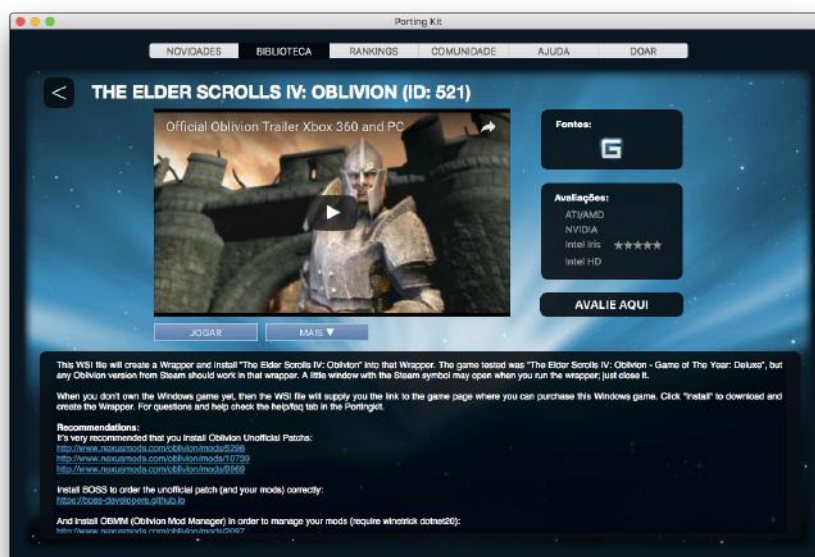 Porting Kit
NOVIDADES BIBLIOTECA RANKINGS COMUNIDADE AJUDA DOAR
< THE ELDER SCROLLS IV: OBLIVION (ID: 521)
Official Oblivion Trailer Xbox 360 and PC
Fontes:
G
Avaliações:
ATI/AMD
NVIDIA
Intel Iris ★★★★★
Intel HD
AVALIE AQUI
JOGAR MAIS ▼
This WSI file will create a Wrapper and install "The Elder Scrolls IV: Oblivion" into that Wrapper. The game tested was "The Elder Scrolls IV: Oblivion - Game of The Year: Deluxe", but
any Oblivion version from Steam should work in that wrapper. A little window with the Steam symbol may open when you run the wrapper; just close it.
When you don't own the Windows game yet, then the WSI file will supply you the link to the game page where you can purchase this Windows game. Click "Install" to download and
create the Wrapper. For questions and help check the help/faq tab in the Portingkit.
Recommendations:
It's very recommended that you install Oblivion Unofficial Patchs:
http://www.nexusmods.com/oblivion/mods/5296
http://www.nexusmods.com/oblivion/mods/10739
http://www.nexusmods.com/oblivion/mods/9969
Install BOSS to order the unofficial patch (and your mods) correctly:
https://boss-developers.github.io
And Install OBMM (Oblivion Mod Manager) in order to manage your mods (require winetrick dotnet20):
http://www.nexusmods.com/oblivion/mods/2097